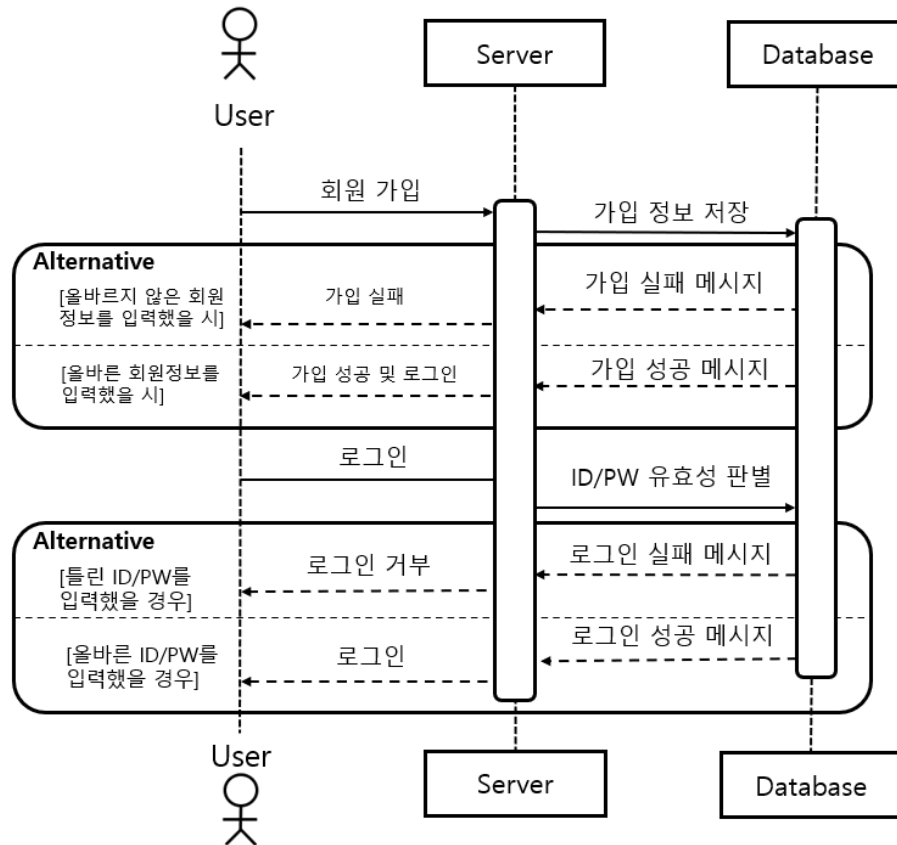 User
Server
Database
회원 가입
가입 정보 저장
Alternative
[올바르지 않은 회원
정보를 입력했을 시]
가입 실패
가입 실패 메시지
[올바른 회원정보를
입력했을 시]
가입 성공 및 로그인
가입 성공 메시지
로그인
ID/PW 유효성 판별
Alternative
[틀린 ID/PW를
입력했을 경우]
로그인 거부
로그인 실패 메시지
[올바른 ID/PW를
입력했을 경우]
로그인
로그인 성공 메시지
User
Server
Database